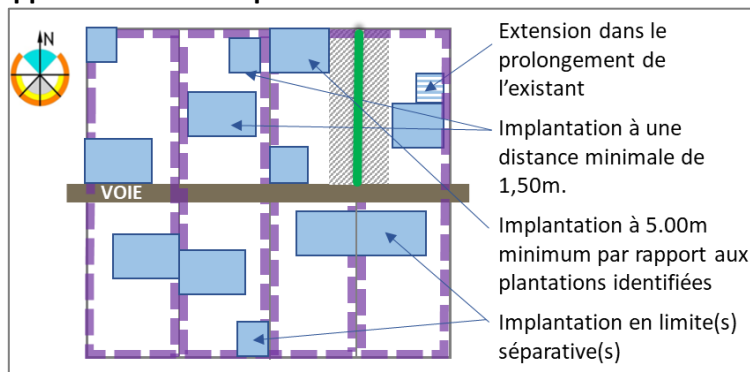 N
Extension dans le
prolongement de
l’existant
Implantation à une
distance minimale de
1,50m.
VOIE
Implantation à 5.00m
minimum par rapport aux
plantations identifiées
Implantation en limite(s)
séparative(s)